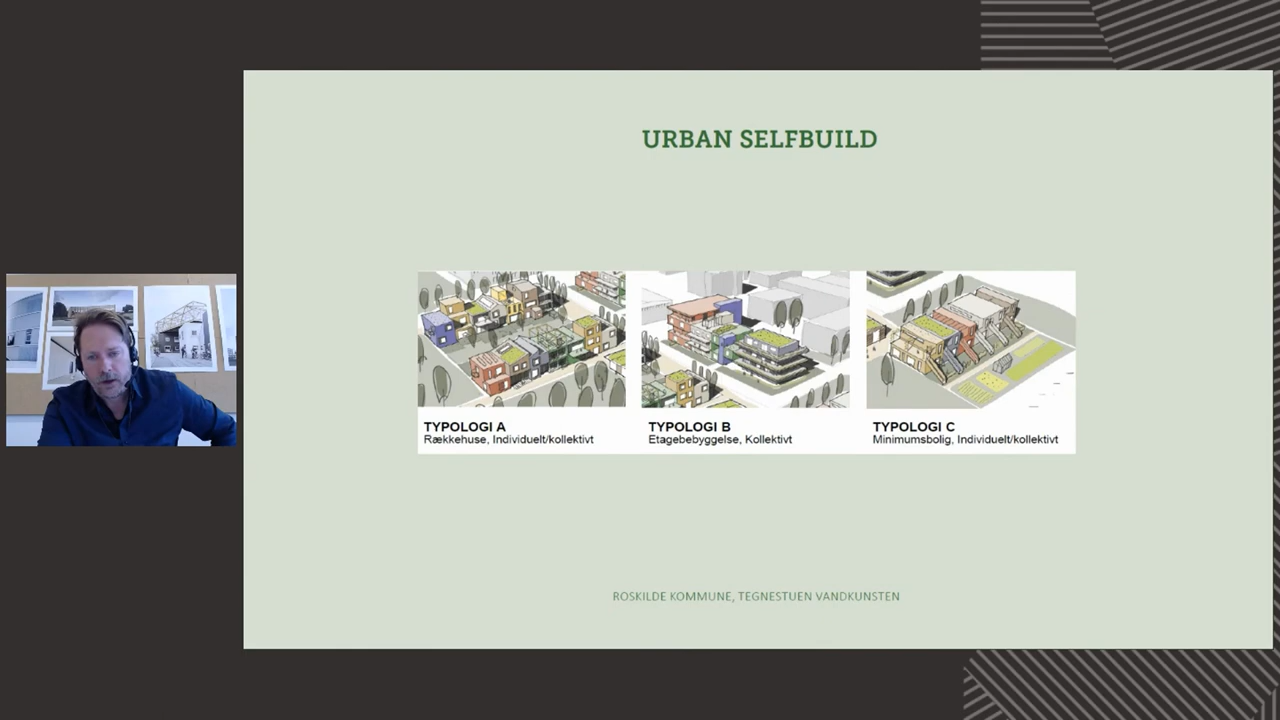 URBAN SELFBUILD
TYPOLOGI A
Rækkehuse, Individuelt/kollektivt
TYPOLOGI B
Etagebebyggelse, Kollektivt
TYPOLOGI C
Minimumsbolig, Individuelt/kollektivt
ROSKILDE KOMMUNE, TEGNESTUEN VANDKUNSTEN